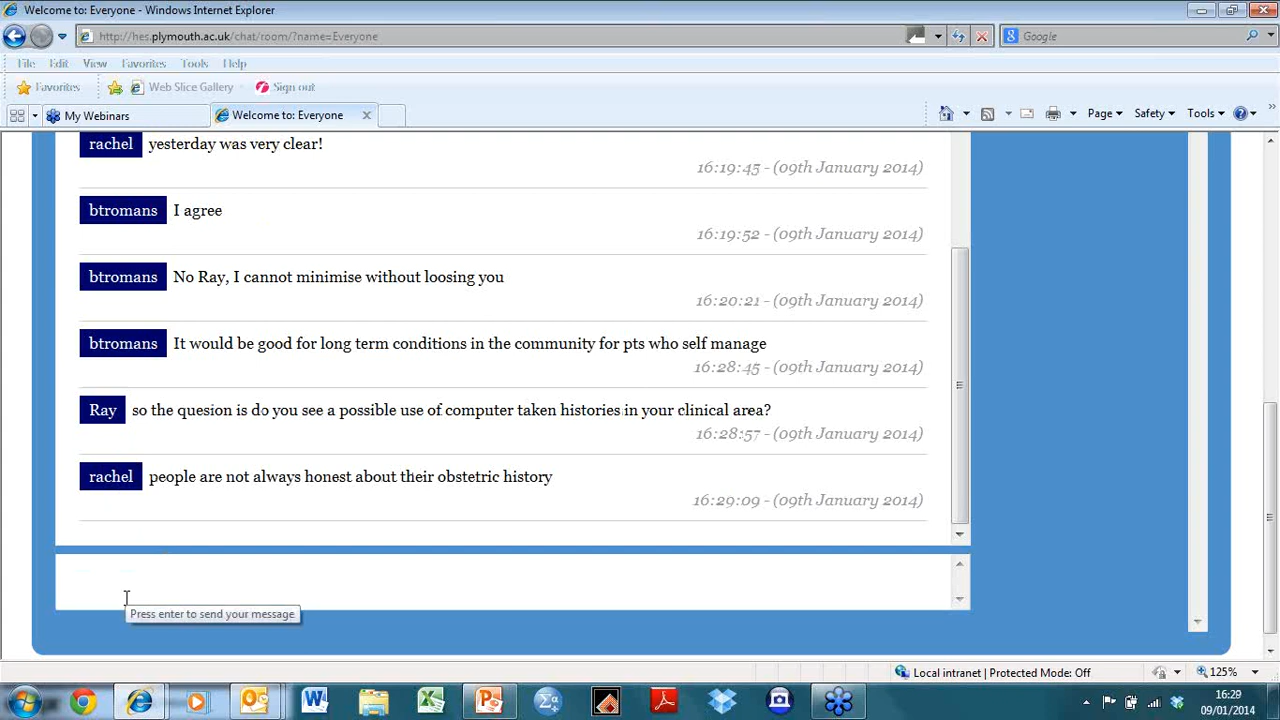 Welcome to: Everyone - Windows Internet Explorer
http://hes.plymouth.ac.uk/chat/room/?name=Everyone
Google
File Edit View Favorites Tools Help
Favorites Web Slice Gallery Sign out
My Webinars Welcome to: Everyone Page Safety Tools
rachel yesterday was very clear!
16:19:45 - (09th January 2014)
btromans I agree
16:19:52 - (09th January 2014)
btromans No Ray, I cannot minimise without loosing you
16:20:21 - (09th January 2014)
btromans It would be good for long term conditions in the community for pts who self manage
16:28:45 - (09th January 2014)
Ray so the quesion is do you see a possible use of computer taken histories in your clinical area?
16:28:57 - (09th January 2014)
rachel people are not always honest about their obstetric history
16:29:09 - (09th January 2014)
Press enter to send your message
Local intranet | Protected Mode: Off 125%
16:29
09/01/2014